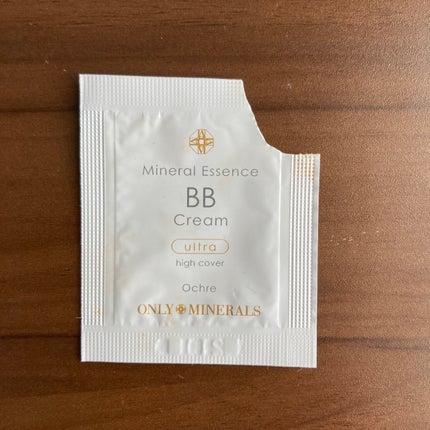 Mineral Essence
BB
Cream
ultra
high cover
Ochre
ONLY MINERALS